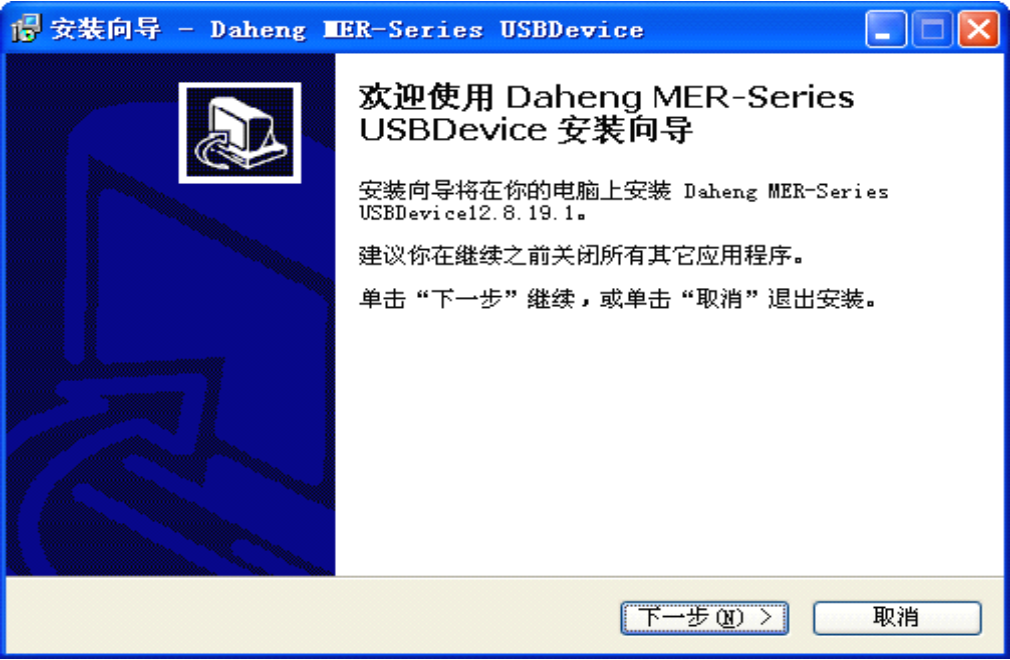 安装向导 - Daheng MER-Series USBDevice
欢迎使用 Daheng MER-Series
USBDevice 安装向导
安装向导将在你的电脑上安装 Daheng MER-Series
USBDevice12.8.19.1。
建议你在继续之前关闭所有其它应用程序。
单击“下一步”继续，或单击“取消”退出安装。
下一步(N) >
取消